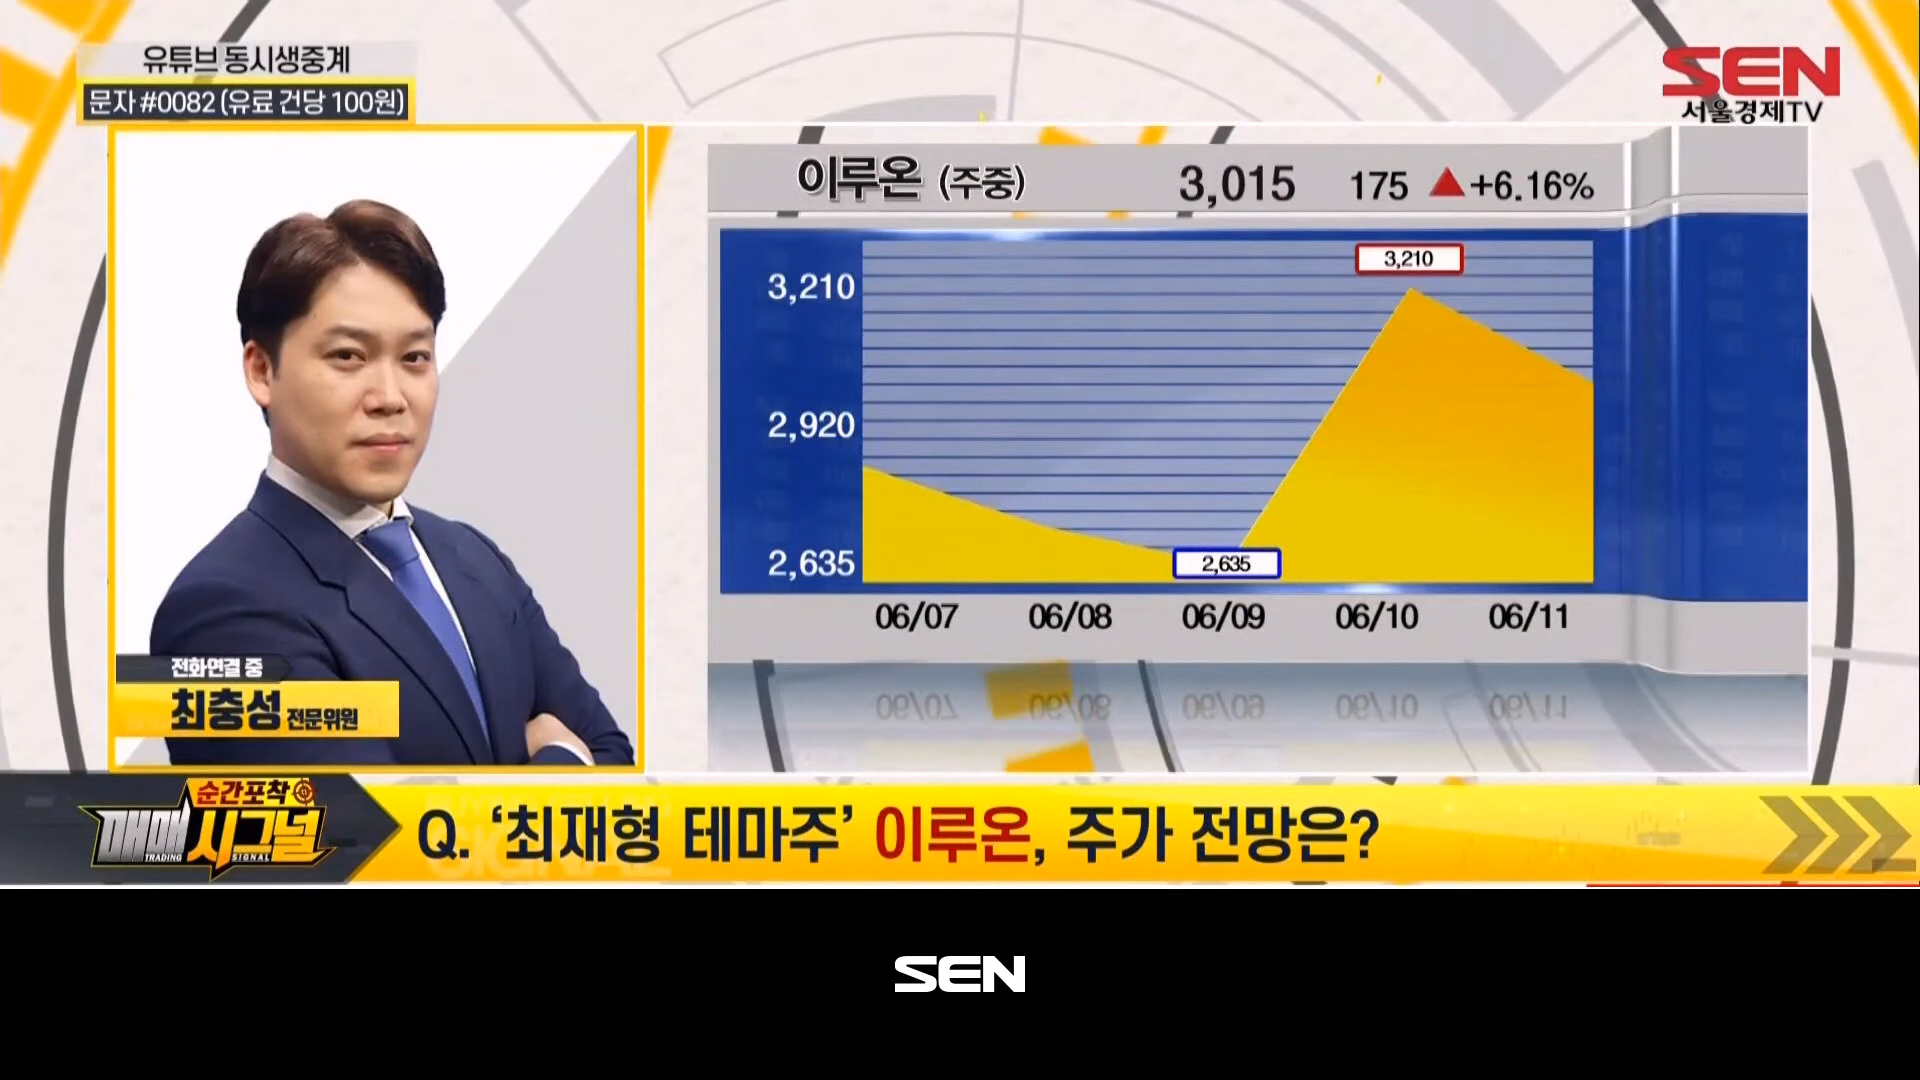 유튜브 동시생중계
문자 #0082 (유료 건당 100원)
SEN
서울경제TV
이루온 (주중) 3,015 175 ▲+6.16%
3,210
3,210
2,920
2,635
2,635
06/07 06/08 06/09 06/10 06/11
전화연결 중
최충성 전문위원
순간포착
매매 시그널
TRADING SIGNAL
Q. ‘최재형 테마주’ 이루온, 주가 전망은?
SEN